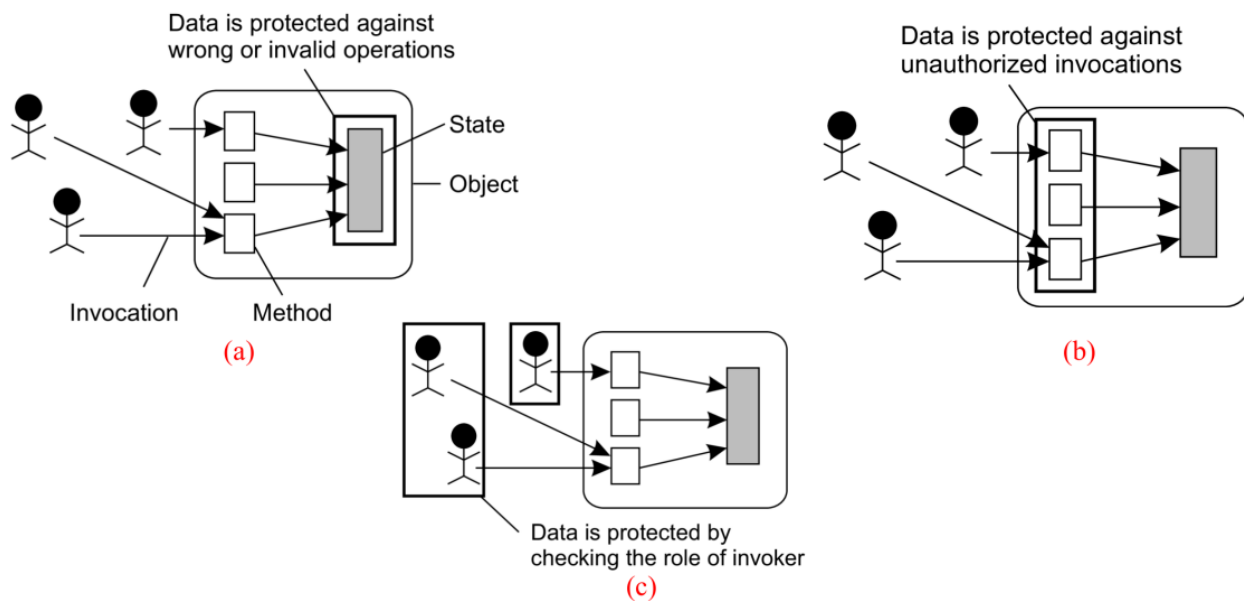 Data is protected against
wrong or invalid operations
State
Object
Invocation
Method
(a)
Data is protected against
unauthorized invocations
(b)
Data is protected by
checking the role of invoker
(c)